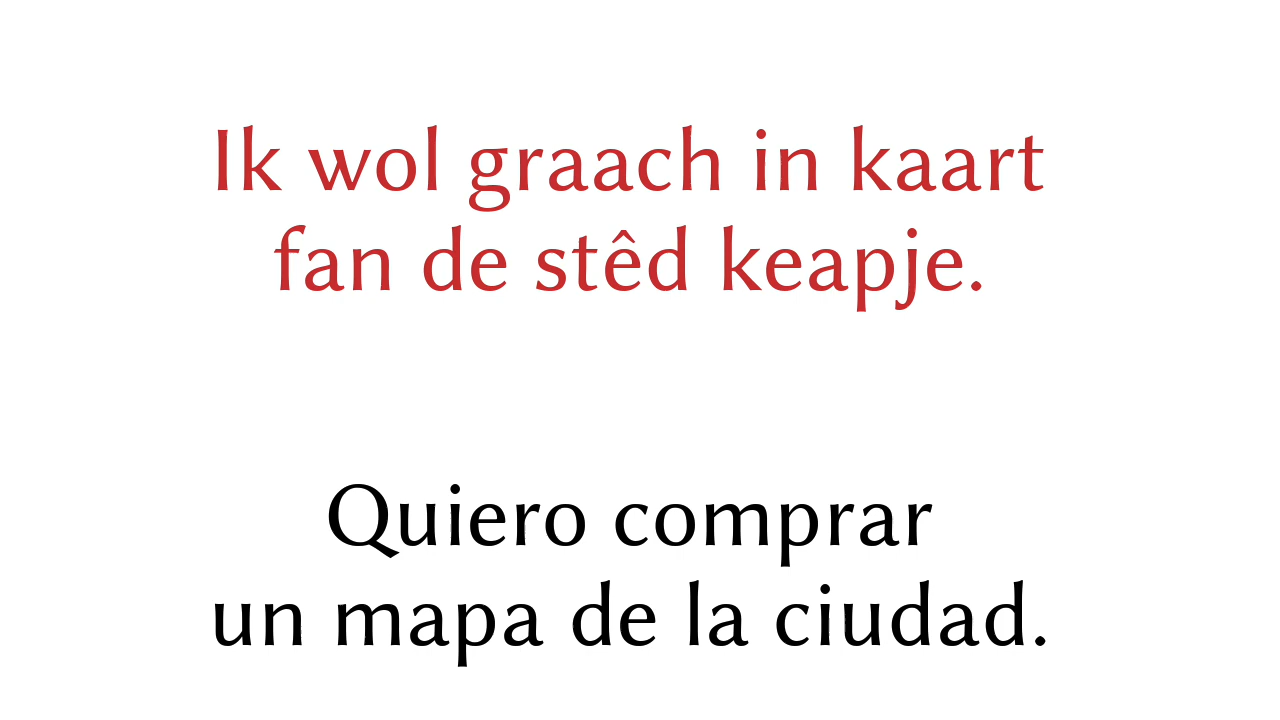 Ik wol graach in kaart
fan de stêd keapje.
Quiero comprar
un mapa de la ciudad.